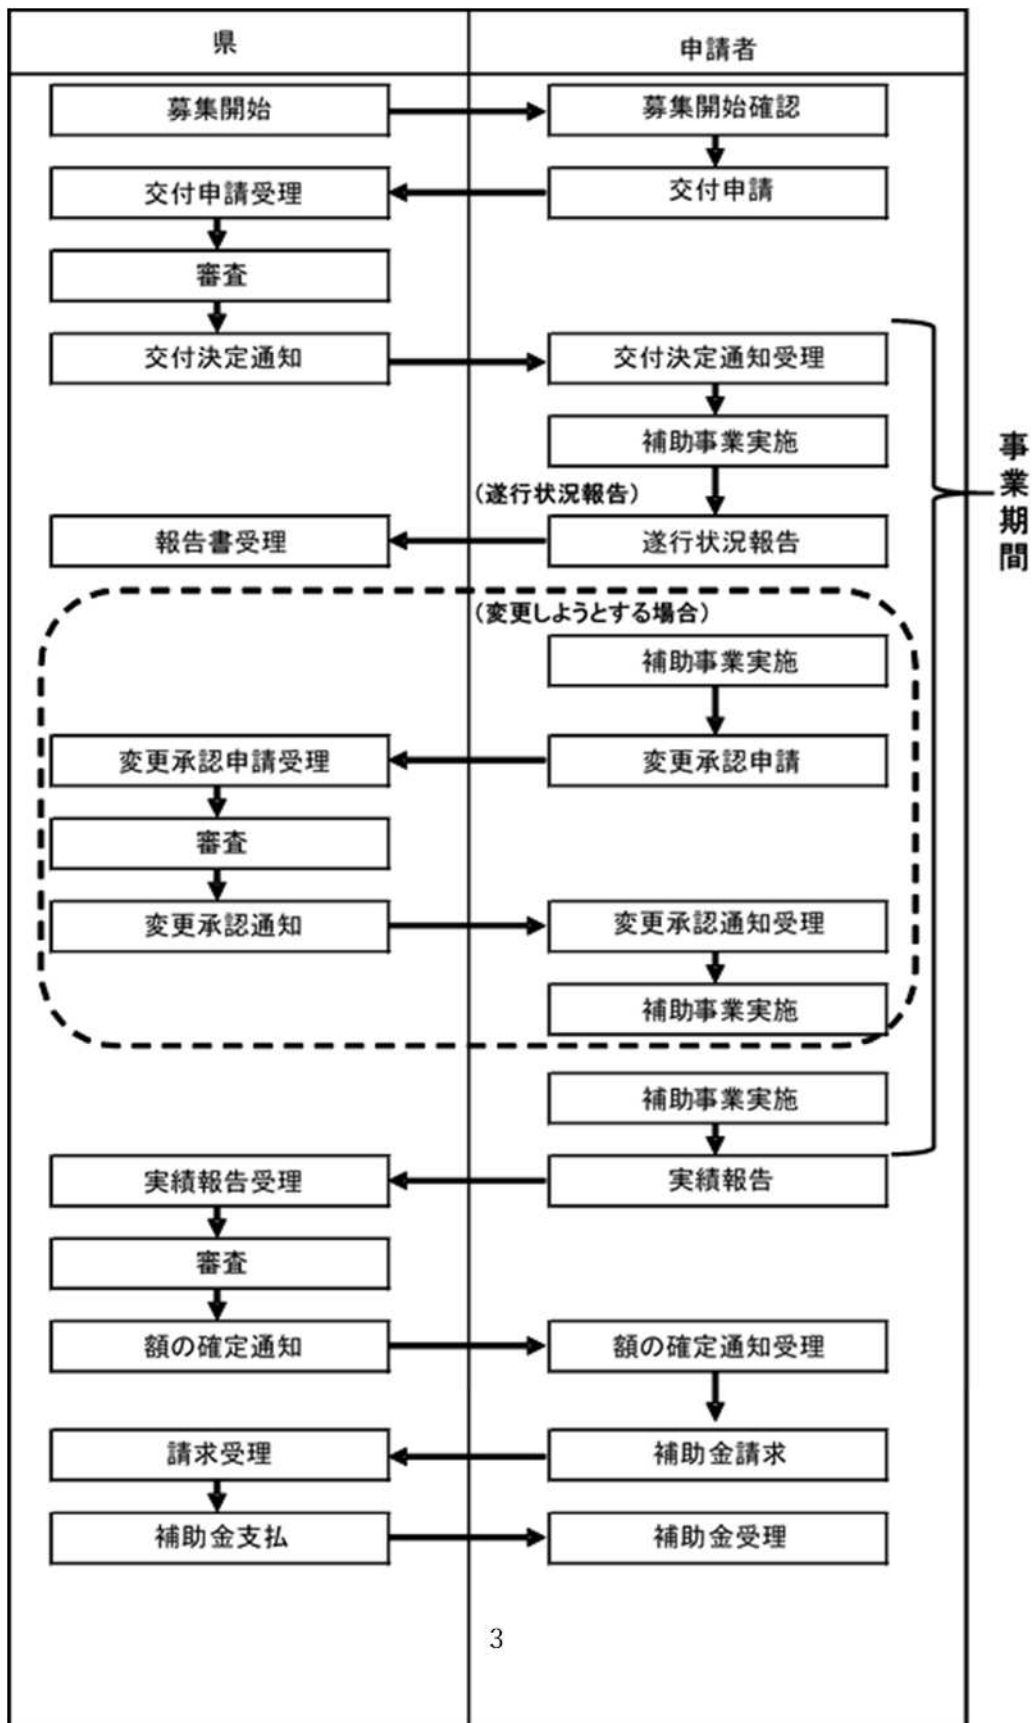 県
申請者
募集開始
募集開始確認
交付申請受理
交付申請
審査
交付決定通知
交付決定通知受理
補助事業実施
(遂行状況報告)
報告書受理
遂行状況報告
事業期間
(変更しようとする場合)
補助事業実施
変更承認申請受理
変更承認申請
審査
変更承認通知
変更承認通知受理
補助事業実施
補助事業実施
実績報告受理
実績報告
審査
額の確定通知
額の確定通知受理
請求受理
補助金請求
補助金支払
補助金受理
3